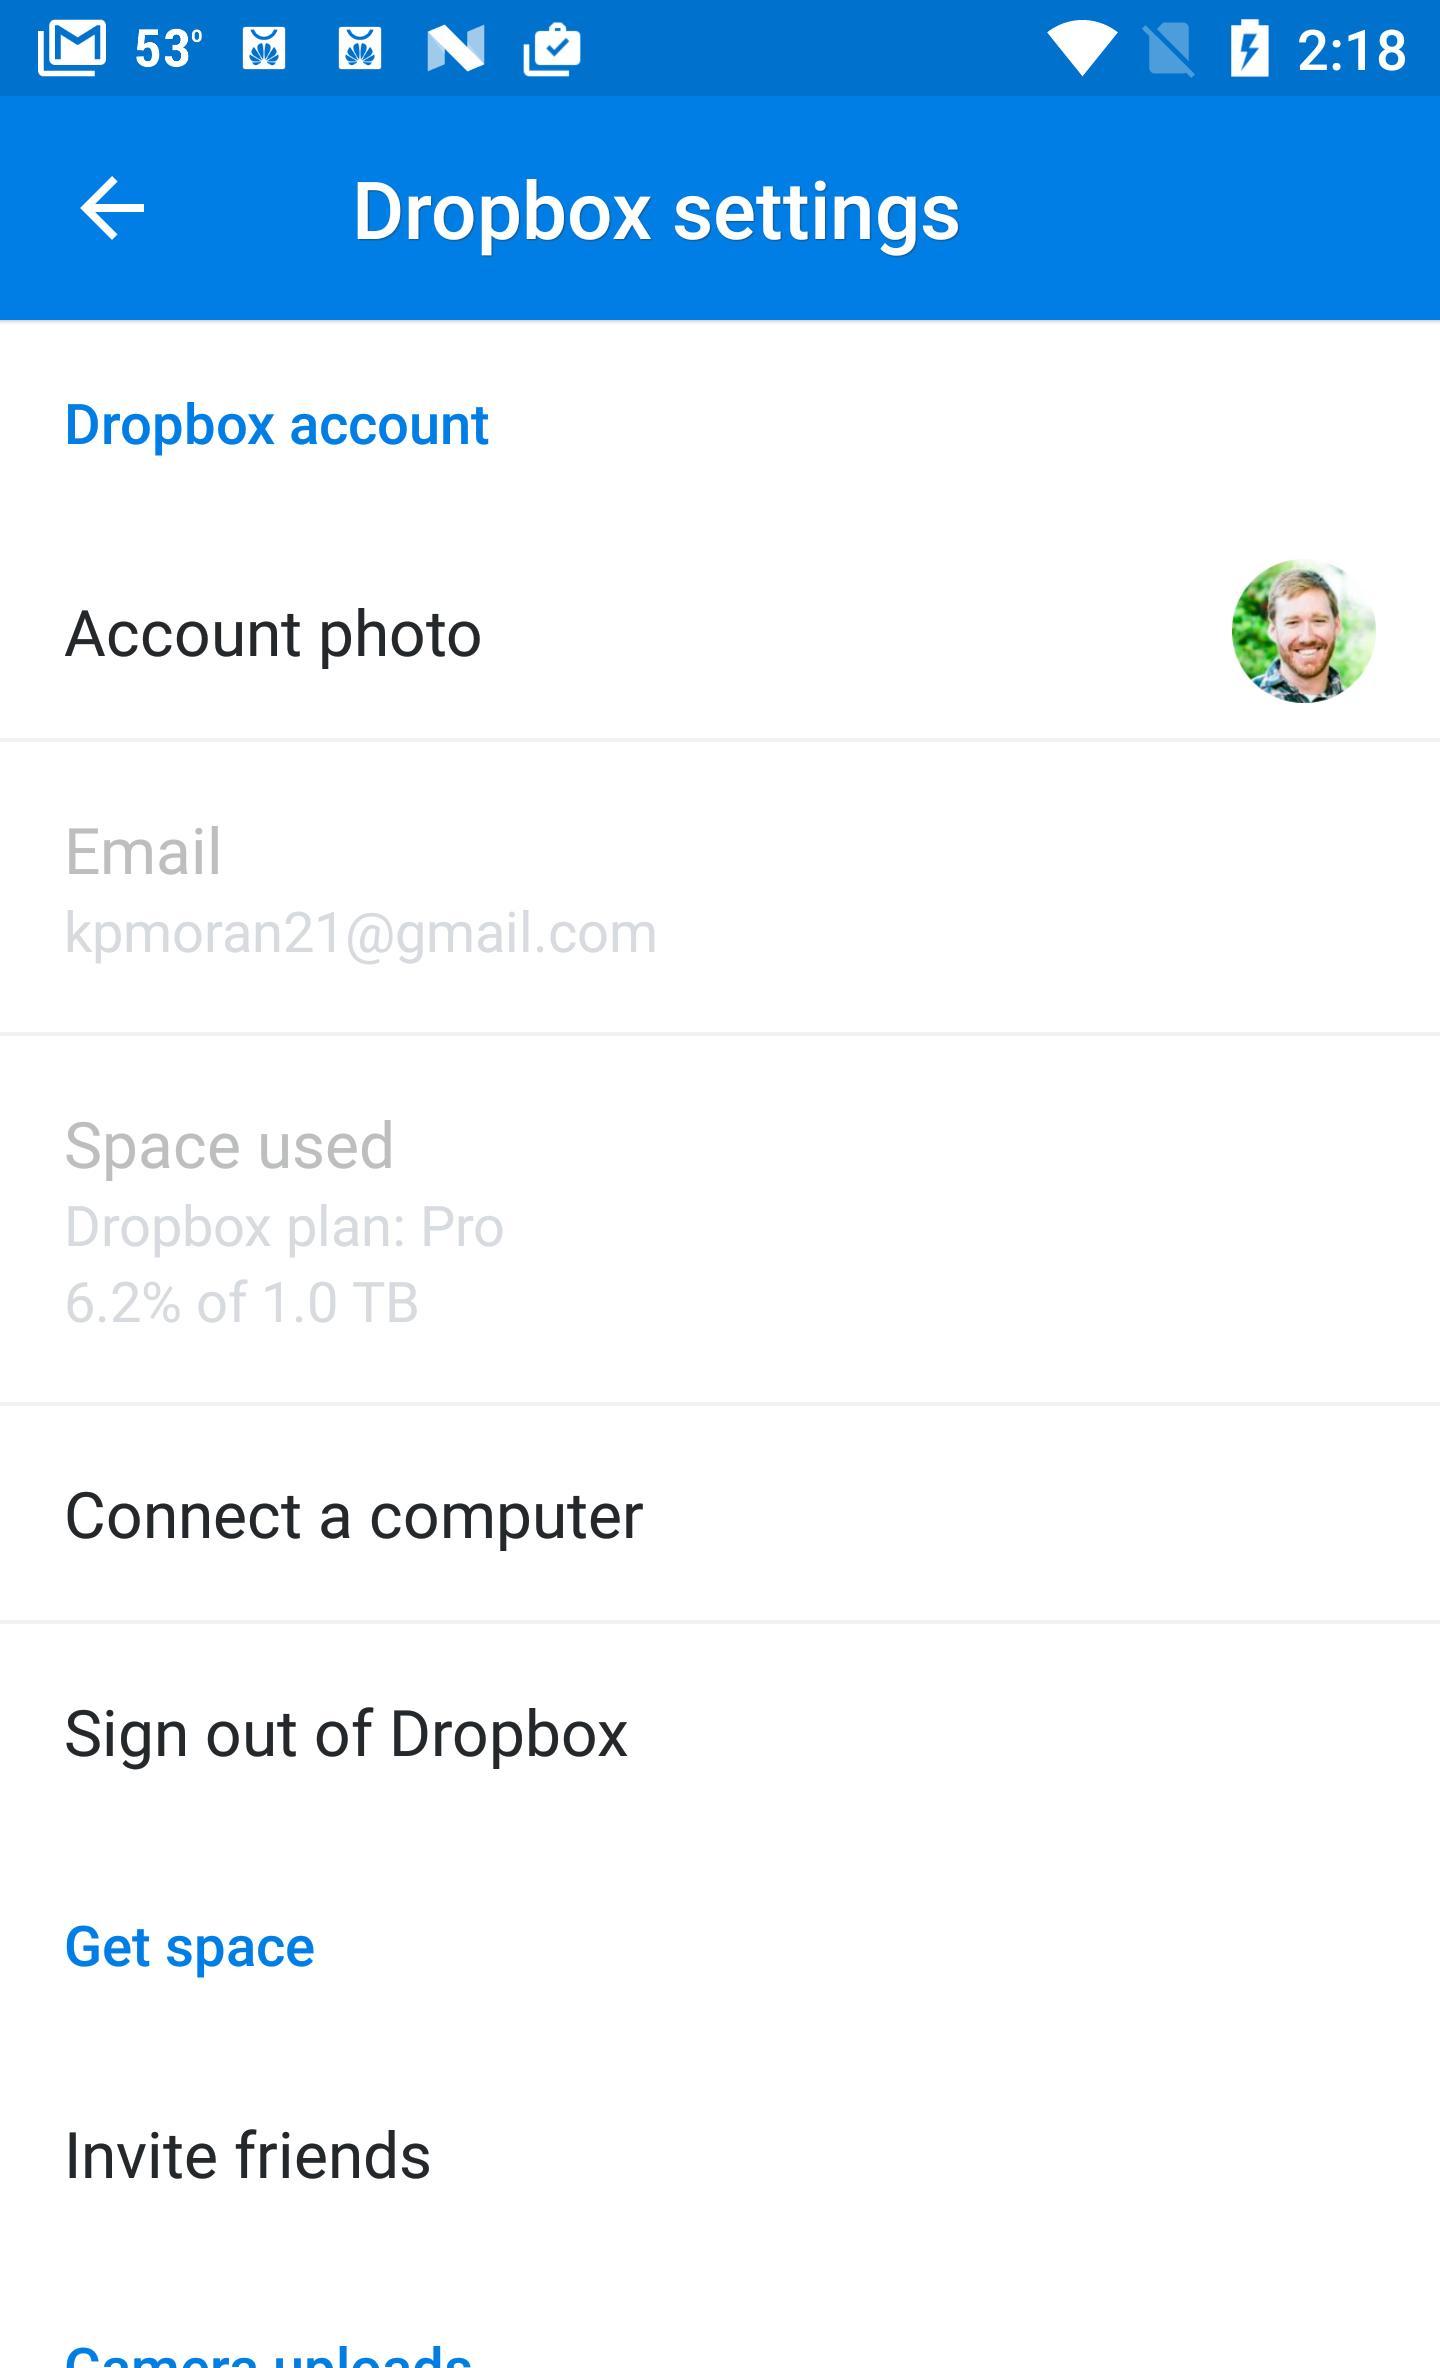 53° 2:18
Dropbox settings
Dropbox account
Account photo
Email
kpmoran21@gmail.com
Space used
Dropbox plan: Pro
6.2% of 1.0 TB
Connect a computer
Sign out of Dropbox
Get space
Invite friends
Camera uploads